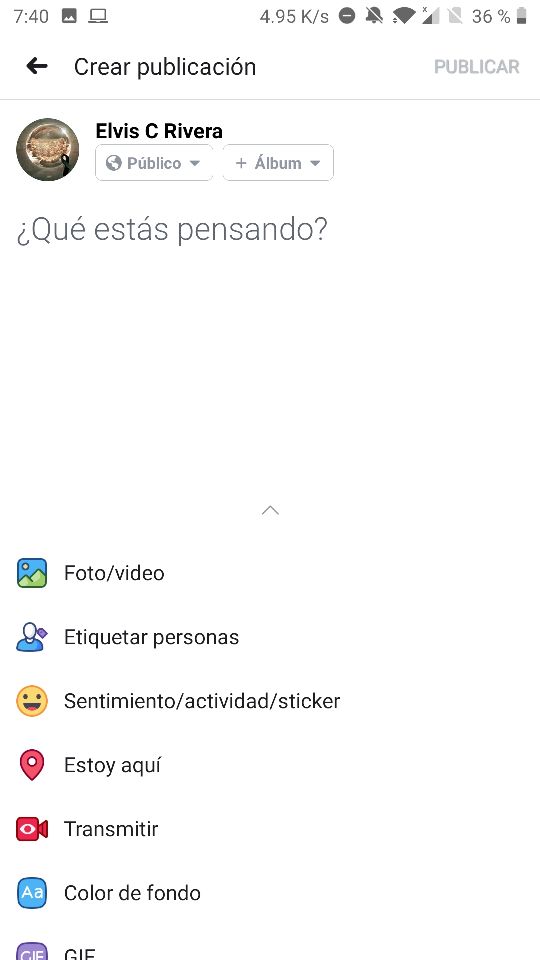 7:40 4.95 K/s 36 %
Crear publicación PUBLICAR
Elvis C Rivera
Público + Álbum
¿Qué estás pensando?
Foto/video
Etiquetar personas
Sentimiento/actividad/sticker
Estoy aquí
Transmitir
Aa Color de fondo
GIF GIF